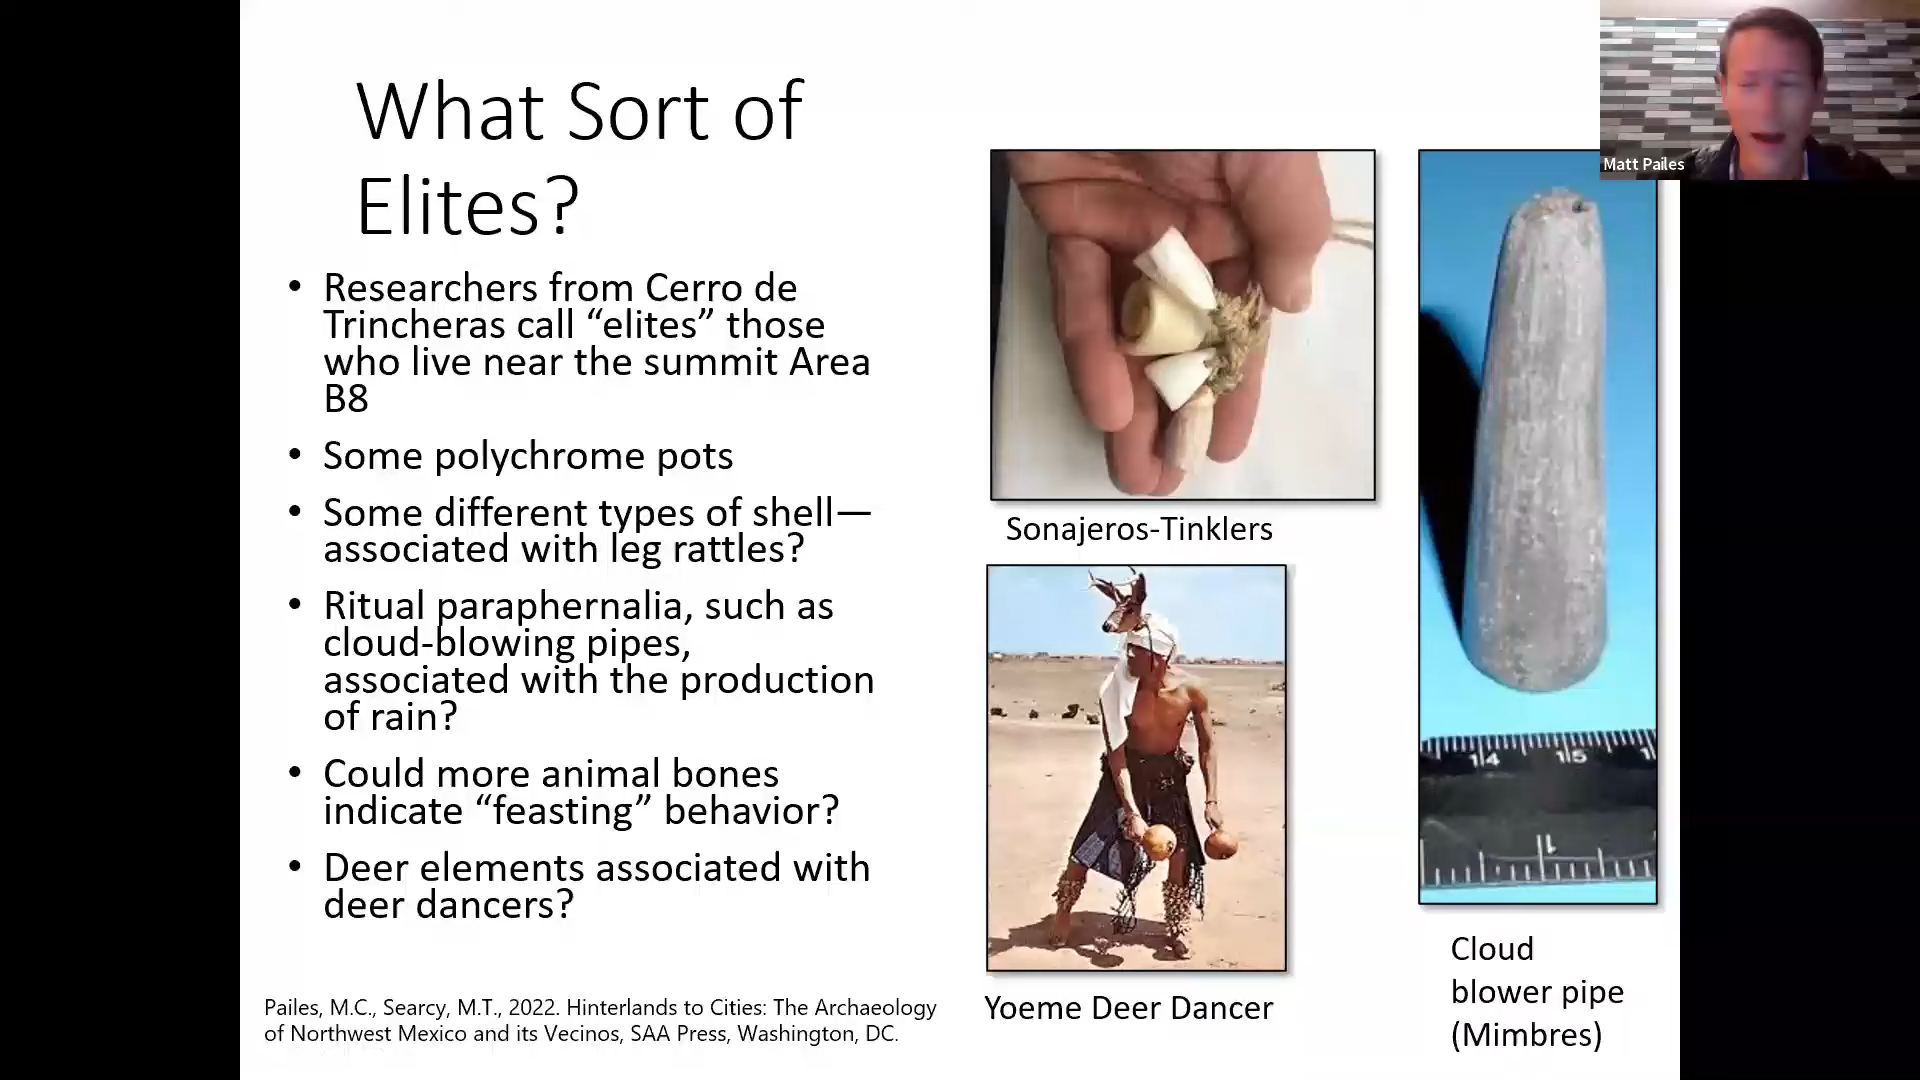 What Sort of
Elites?
• Researchers from Cerro de
Trincheras call “elites” those
who live near the summit Area
B8
• Some polychrome pots
• Some different types of shell—
associated with leg rattles?
• Ritual paraphernalia, such as
cloud-blowing pipes,
associated with the production
of rain?
• Could more animal bones
indicate “feasting” behavior?
• Deer elements associated with
deer dancers?
Pailes, M.C., Searcy, M.T., 2022. Hinterlands to Cities: The Archaeology
of Northwest Mexico and its Vecinos, SAA Press, Washington, DC.
Sonajeros-Tinklers
Yoeme Deer Dancer
14 15
1
Cloud
blower pipe
(Mimbres)
Matt Pailes